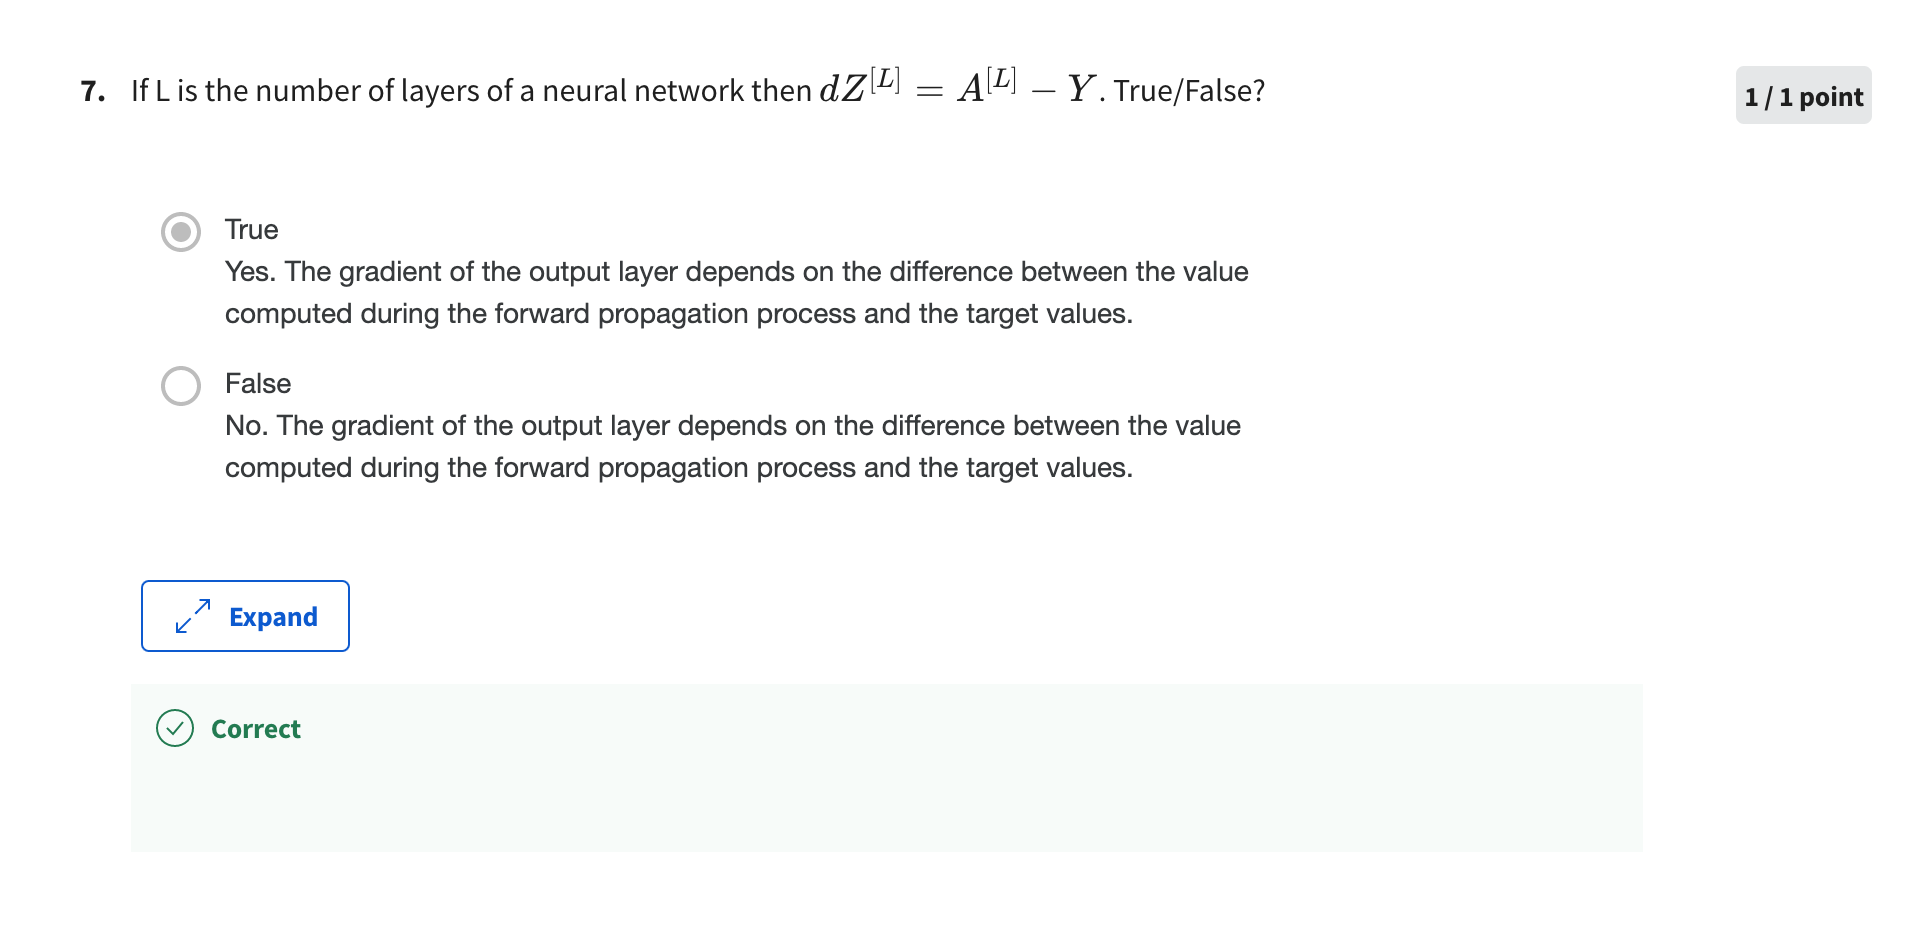 7. If L is the number of layers of a neural network then dZ^[L] = A^[L] − Y. True/False?
1 / 1 point
True
Yes. The gradient of the output layer depends on the difference between the value
computed during the forward propagation process and the target values.
False
No. The gradient of the output layer depends on the difference between the value
computed during the forward propagation process and the target values.
Expand
Correct